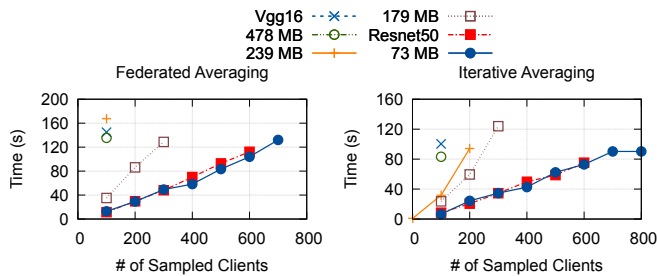 Vgg16
478 MB
239 MB
179 MB
Resnet50
73 MB
Federated Averaging
Time (s)
200
160
120
80
40
0
0 200 400 600 800
# of Sampled Clients
Iterative Averaging
Time (s)
160
120
80
40
0
0 200 400 600 800
# of Sampled Clients